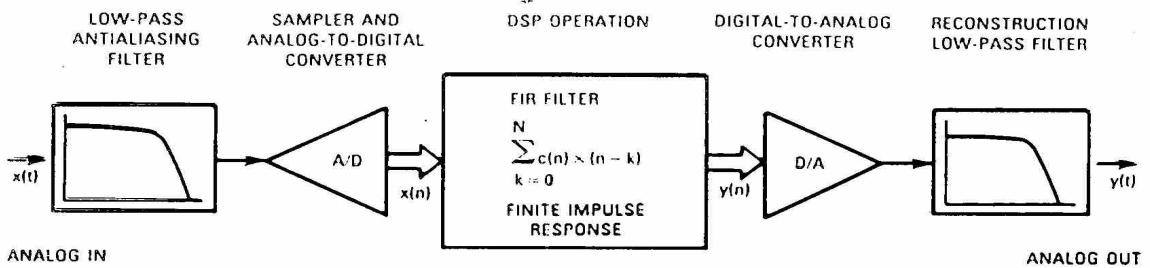 LOW-PASS
ANTIALIASING
FILTER
SAMPLER AND
ANALOG-TO-DIGITAL
CONVERTER
DSP OPERATION
DIGITAL-TO-ANALOG
CONVERTER
RECONSTRUCTION
LOW-PASS FILTER
x(t)
A/D
x(n)
FIR FILTER
N
∑ c(n) × (n – k)
k = 0
FINITE IMPULSE
RESPONSE
y(n)
D/A
y(t)
ANALOG IN
ANALOG OUT